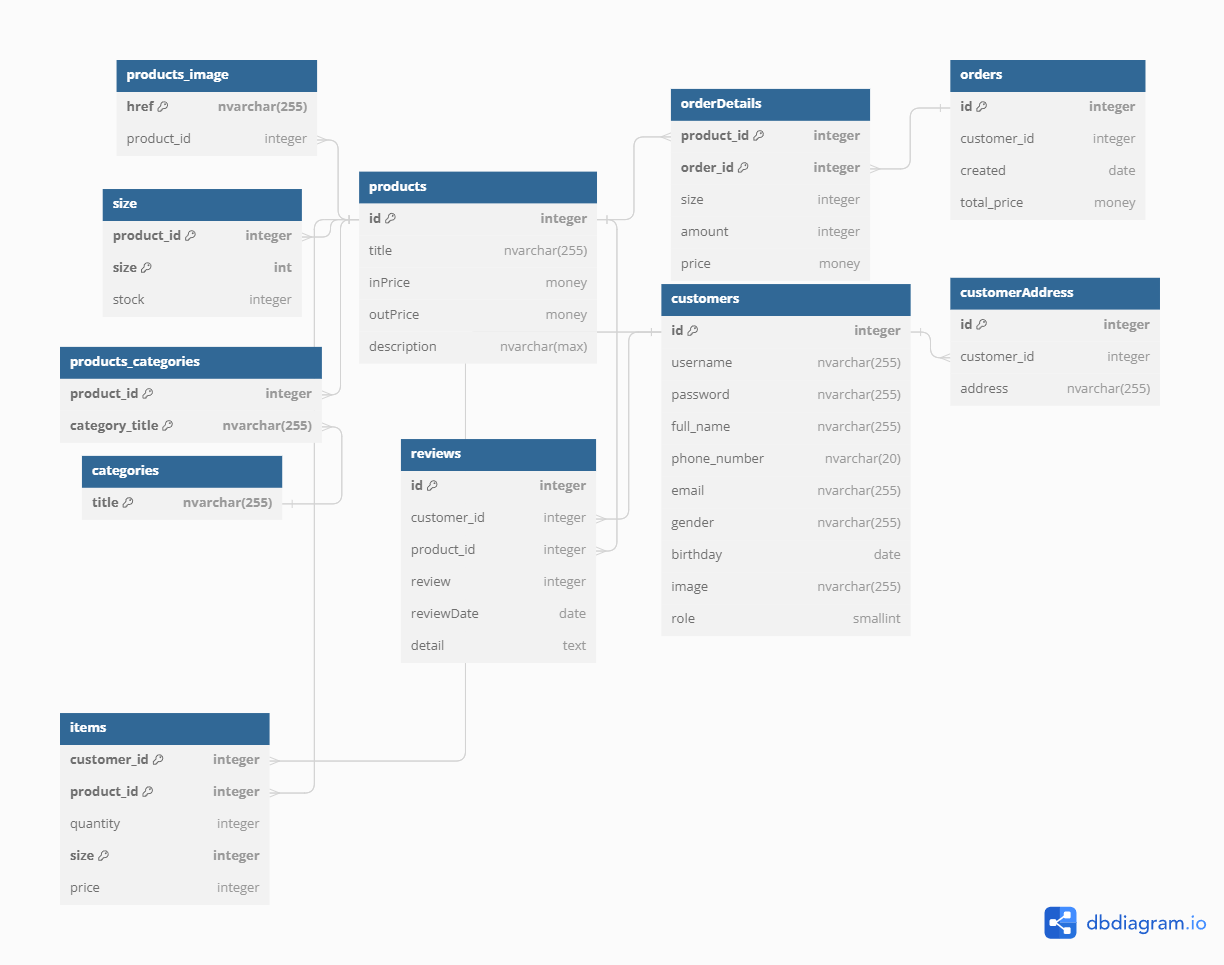 products_image
href nvarchar(255)
product_id integer
size
product_id integer
size int
stock integer
products_categories
product_id integer
category_title nvarchar(255)
categories
title nvarchar(255)
items
customer_id integer
product_id integer
quantity integer
size integer
price integer
products
id integer
title nvarchar(255)
inPrice money
outPrice money
description nvarchar(max)
reviews
id integer
customer_id integer
product_id integer
review integer
reviewDate date
detail text
orderDetails
product_id integer
order_id integer
size integer
amount integer
price money
customers
id integer
username nvarchar(255)
password nvarchar(255)
full_name nvarchar(255)
phone_number nvarchar(20)
email nvarchar(255)
gender nvarchar(255)
birthday date
image nvarchar(255)
role smallint
orders
id integer
customer_id integer
created date
total_price money
customerAddress
id integer
customer_id integer
address nvarchar(255)
dbdiagram.io